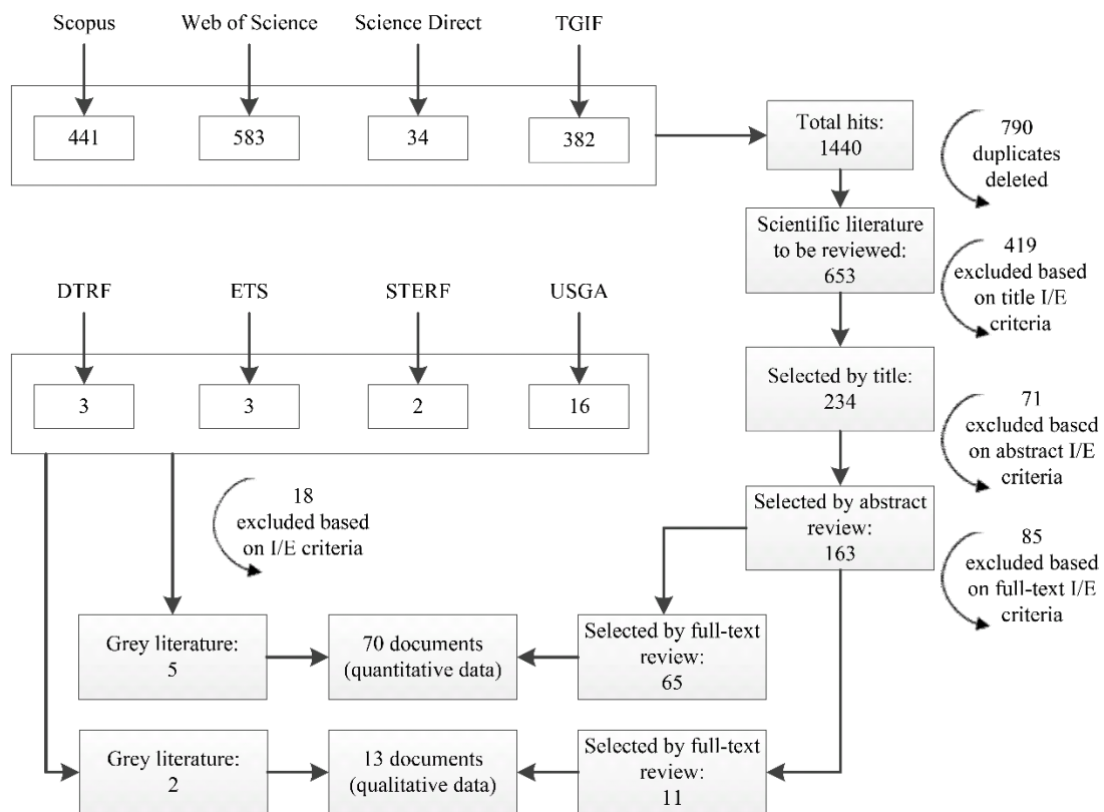 Scopus
Web of Science
Science Direct
TGIF
441
583
34
382
Total hits:
1440
790
duplicates
deleted
Scientific literature
to be reviewed:
653
419
excluded based
on title I/E
criteria
DTRF
ETS
STERF
USGA
3
3
2
16
Selected by title:
234
71
excluded based
on abstract I/E
criteria
18
excluded based
on I/E criteria
Selected by abstract
review:
163
85
excluded based
on full-text I/E
criteria
Grey literature:
5
70 documents
(quantitative data)
Selected by full-text
review:
65
Grey literature:
2
13 documents
(qualitative data)
Selected by full-text
review:
11